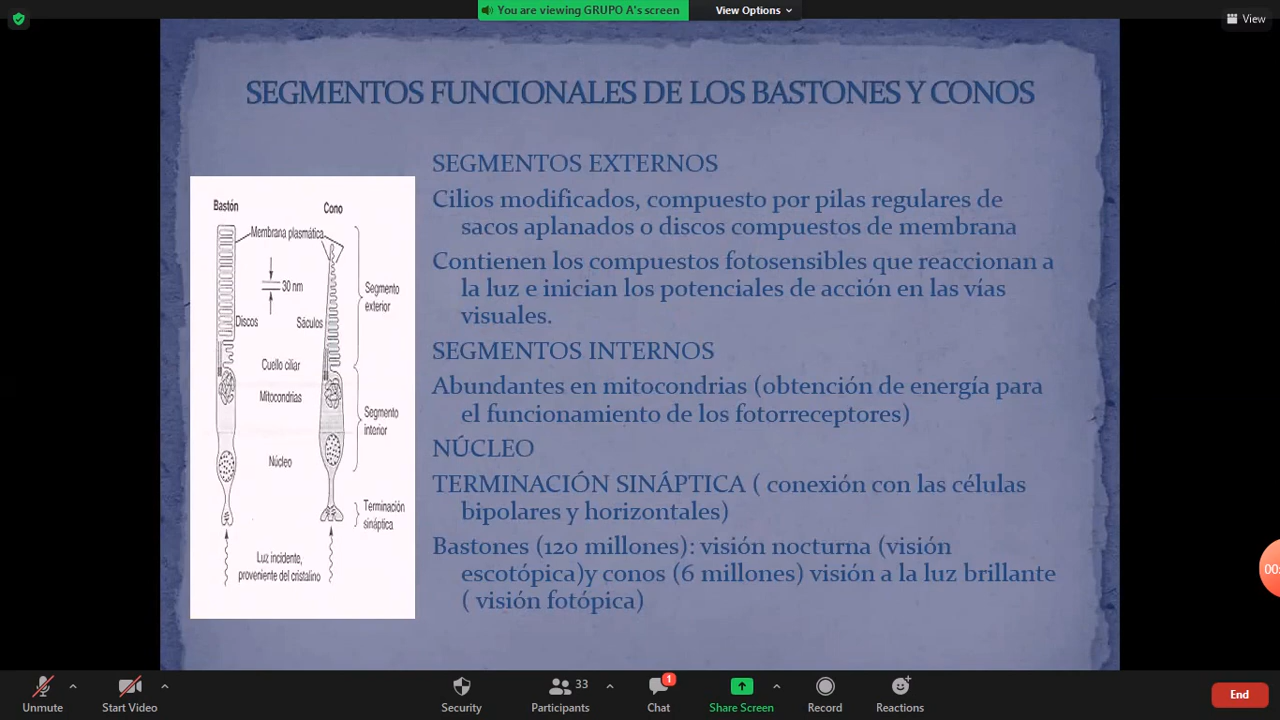 You are viewing GRUPO A's screen
View Options
View
SEGMENTOS FUNCIONALES DE LOS BASTONES Y CONOS
Bastón
Cono
Membrana plasmática
30 nm
Discos
Sáculos
Segmento
exterior
Cuello ciliar
Mitocondrias
Segmento
interior
Núcleo
Terminación
sináptica
Luz incidente,
proveniente del cristalino
SEGMENTOS EXTERNOS
Cilios modificados, compuesto por pilas regulares de
sacos aplanados o discos compuestos de membrana
Contienen los compuestos fotosensibles que reaccionan a
la luz e inician los potenciales de acción en las vías
visuales.
SEGMENTOS INTERNOS
Abundantes en mitocondrias (obtención de energía para
el funcionamiento de los fotorreceptores)
NÚCLEO
TERMINACIÓN SINÁPTICA ( conexión con las células
bipolares y horizontales)
Bastones (120 millones): visión nocturna (visión
escotópica)y conos (6 millones) visión a la luz brillante
( visión fotópica)
00:
Unmute
Start Video
Security
33
Participants
1
Chat
Share Screen
Record
Reactions
End